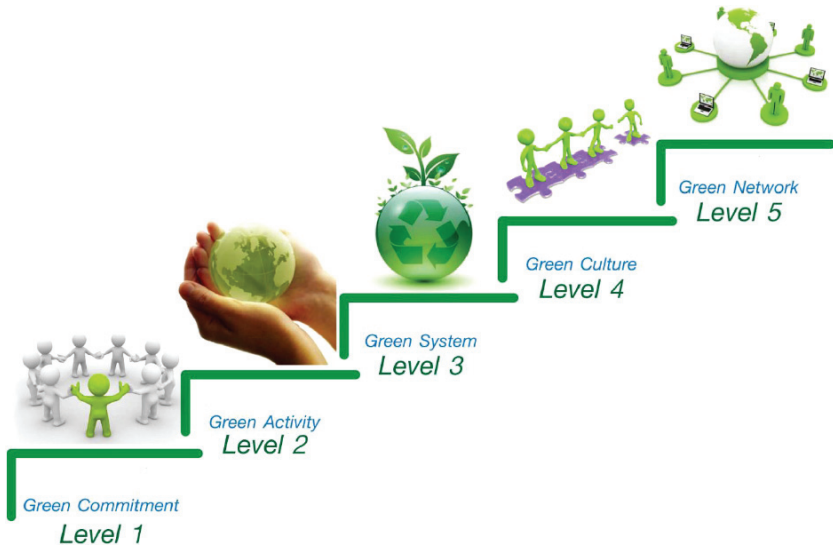 Green Network
Level 5
Green Culture
Level 4
Green System
Level 3
Green Activity
Level 2
Green Commitment
Level 1